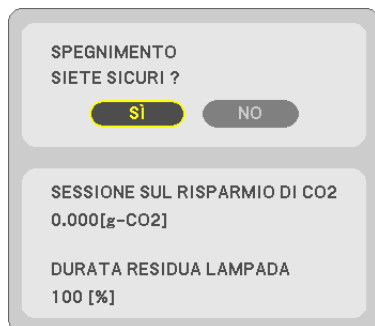 SPEGNIMENTO
SIETE SICURI ?
SÌ NO
SESSIONE SUL RISPARMIO DI CO2
0.000[g-CO2]
DURATA RESIDUA LAMPADA
100 [%]